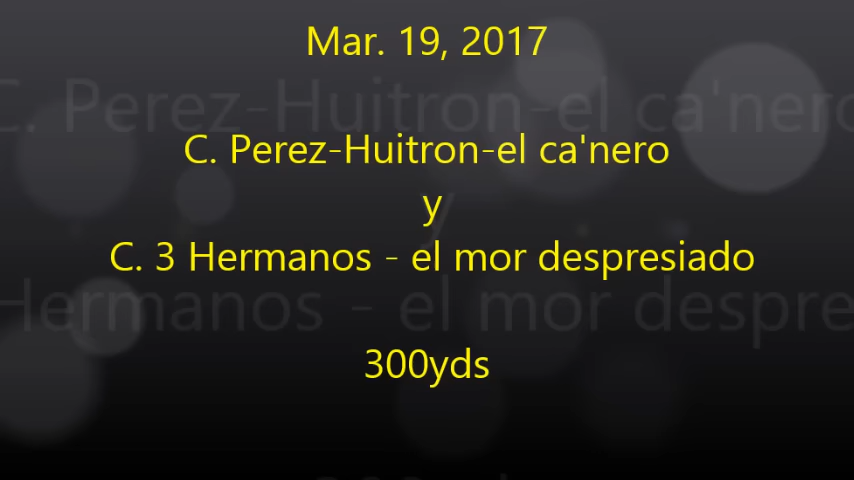 Mar. 19, 2017
C. Perez-Huitron-el ca'nero
y
C. 3 Hermanos - el mor despresiado
300yds